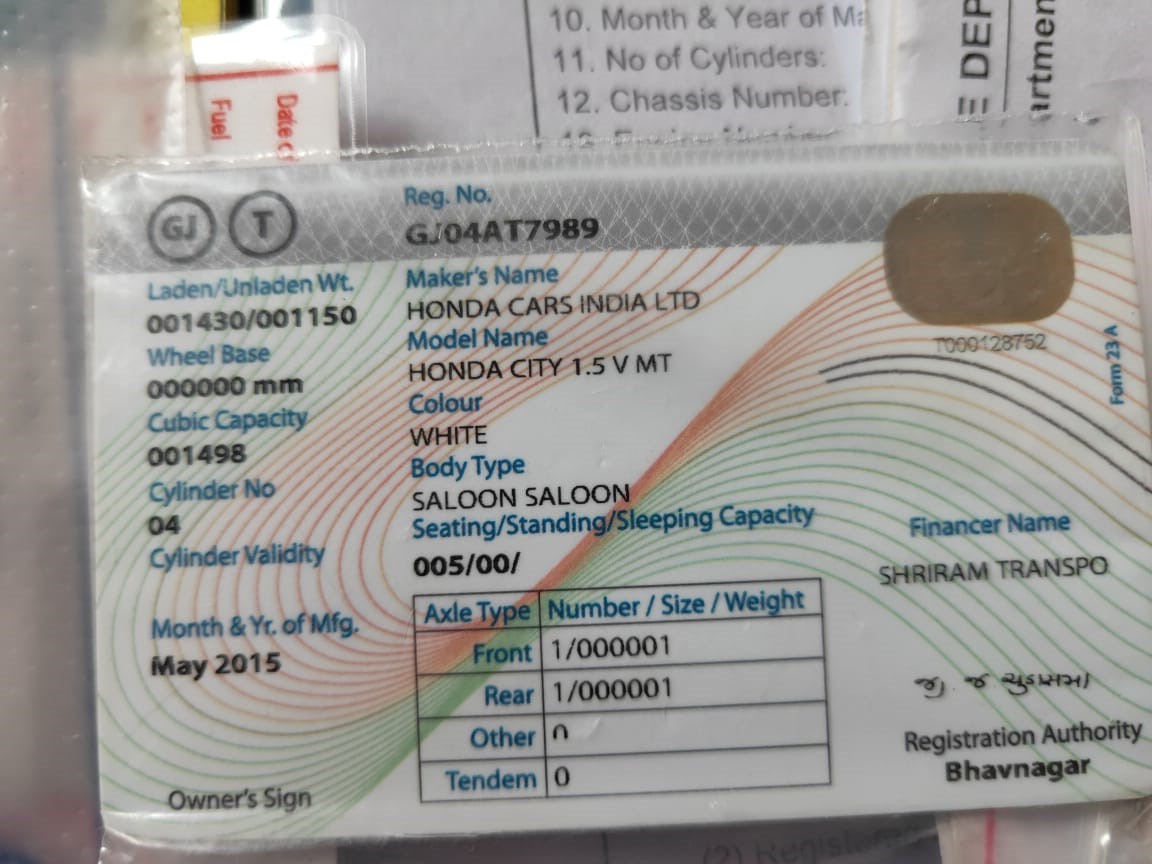 10. Month & Year of Ma
11. No of Cylinders:
12. Chassis Number:
E DEP
artmen
Date of
Fuel
GJ T
Reg. No.
GJ04AT7989
Laden/Unladen Wt.
001430/001150
Wheel Base
000000 mm
Cubic Capacity
001498
Cylinder No
04
Cylinder Validity
Month & Yr. of Mfg.
May 2015
Owner's Sign
Maker's Name
HONDA CARS INDIA LTD
Model Name
HONDA CITY 1.5 V MT
Colour
WHITE
Body Type
SALOON SALOON
Seating/Standing/Sleeping Capacity
005/00/
Axle Type Number / Size / Weight
Front 1/000001
Rear 1/000001
Other 0
Tendem 0
T000128752
Form 23 A
Financer Name
SHRIRAM TRANSPO
Registration Authority
Bhavnagar